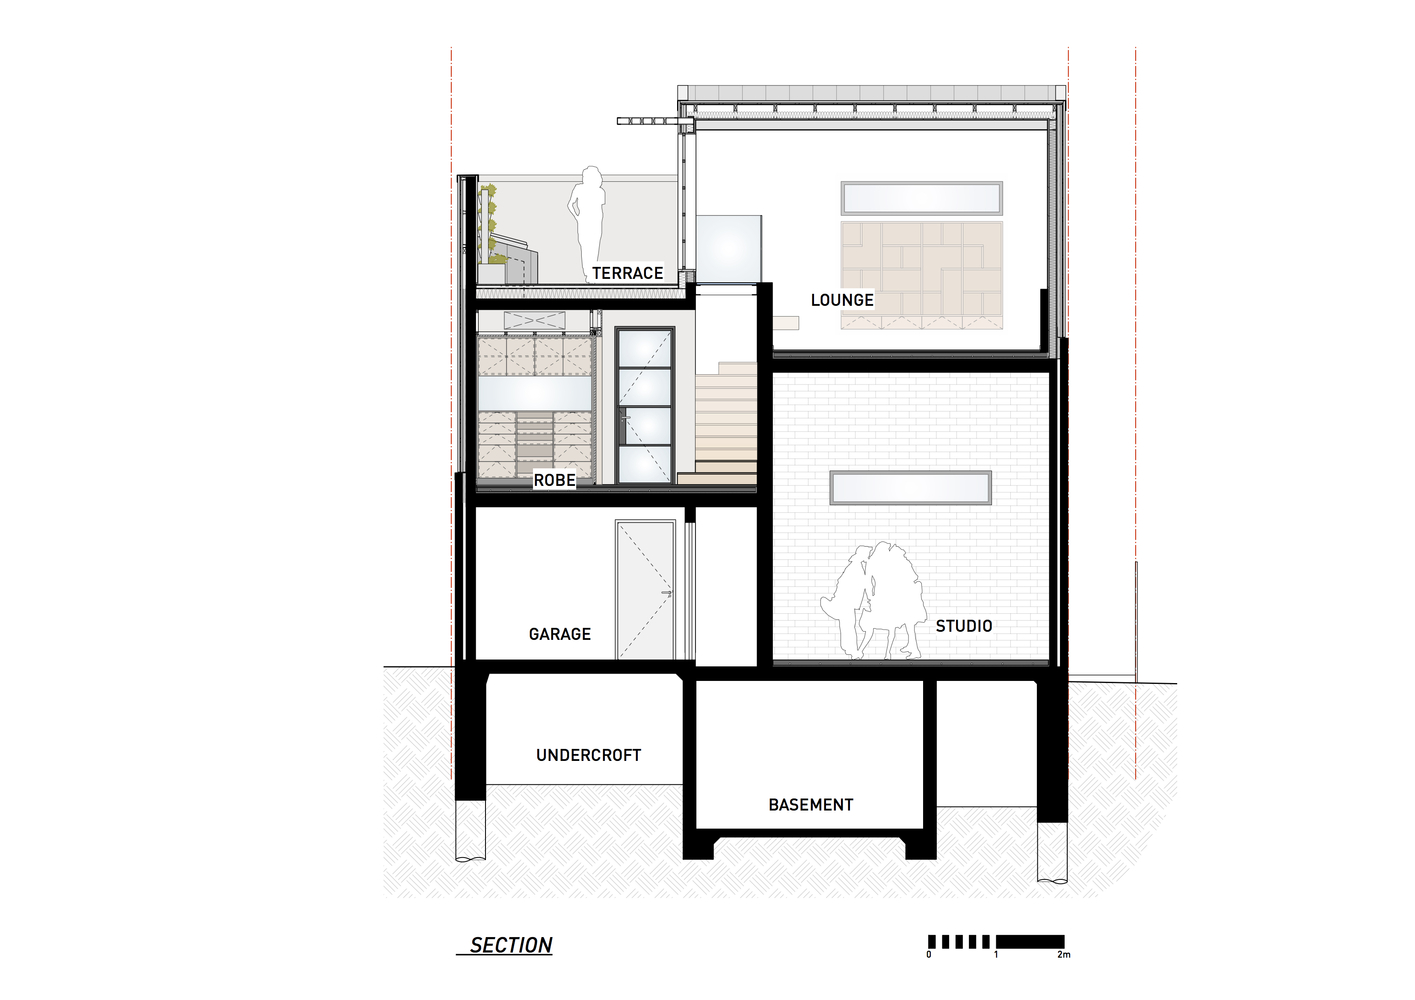 TERRACE
LOUNGE
ROBE
STUDIO
GARAGE
UNDERCROFT
BASEMENT
SECTION
0 1 2m